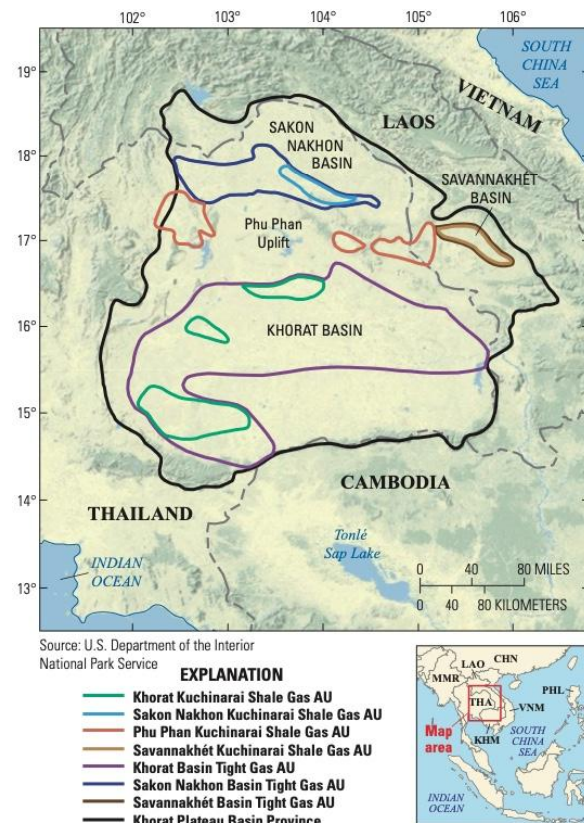 102°
103°
104°
105°
106°
19°
18°
17°
16°
15°
14°
13°
SOUTH
CHINA
SEA
VIETNAM
LAOS
SAKON
NAKHON
BASIN
SAVANNAKHÉT
BASIN
Phu Phan
Uplift
KHORAT BASIN
CAMBODIA
THAILAND
Tonlé
Sap Lake
INDIAN
OCEAN
0 40 80 MILES
0 40 80 KILOMETERS
Source: U.S. Department of the Interior
National Park Service
EXPLANATION
Khorat Kuchinarai Shale Gas AU
Sakon Nakhon Kuchinarai Shale Gas AU
Phu Phan Kuchinarai Shale Gas AU
Savannakhét Kuchinarai Shale Gas AU
Khorat Basin Tight Gas AU
Sakon Nakhon Basin Tight Gas AU
Savannakhét Basin Tight Gas AU
Khorat Plateau Basin Province
LAO
CHN
MMR
THA
PHL
VNM
Map
area
KHM
SOUTH
CHINA
SEA
INDIAN
OCEAN